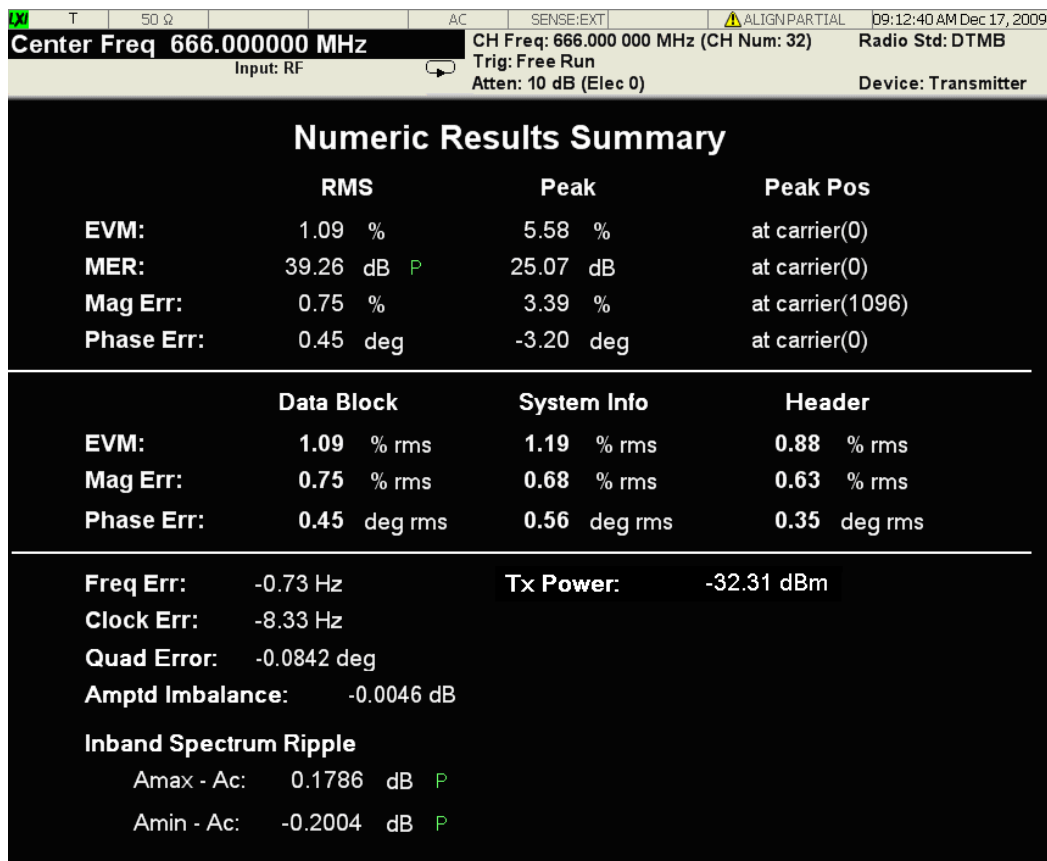 LXI T 50 Ω AC SENSE:EXT ALIGN PARTIAL 09:12:40 AM Dec 17, 2009
Center Freq 666.000000 MHz CH Freq: 666.000 000 MHz (CH Num: 32) Radio Std: DTMB
Input: RF Trig: Free Run
Atten: 10 dB (Elec 0) Device: Transmitter
Numeric Results Summary
RMS Peak Peak Pos
EVM: 1.09 % 5.58 % at carrier(0)
MER: 39.26 dB P 25.07 dB at carrier(0)
Mag Err: 0.75 % 3.39 % at carrier(1096)
Phase Err: 0.45 deg -3.20 deg at carrier(0)
Data Block System Info Header
EVM: 1.09 % rms 1.19 % rms 0.88 % rms
Mag Err: 0.75 % rms 0.68 % rms 0.63 % rms
Phase Err: 0.45 deg rms 0.56 deg rms 0.35 deg rms
Freq Err: -0.73 Hz Tx Power: -32.31 dBm
Clock Err: -8.33 Hz
Quad Error: -0.0842 deg
Amptd Imbalance: -0.0046 dB
Inband Spectrum Ripple
Amax - Ac: 0.1786 dB P
Amin - Ac: -0.2004 dB P